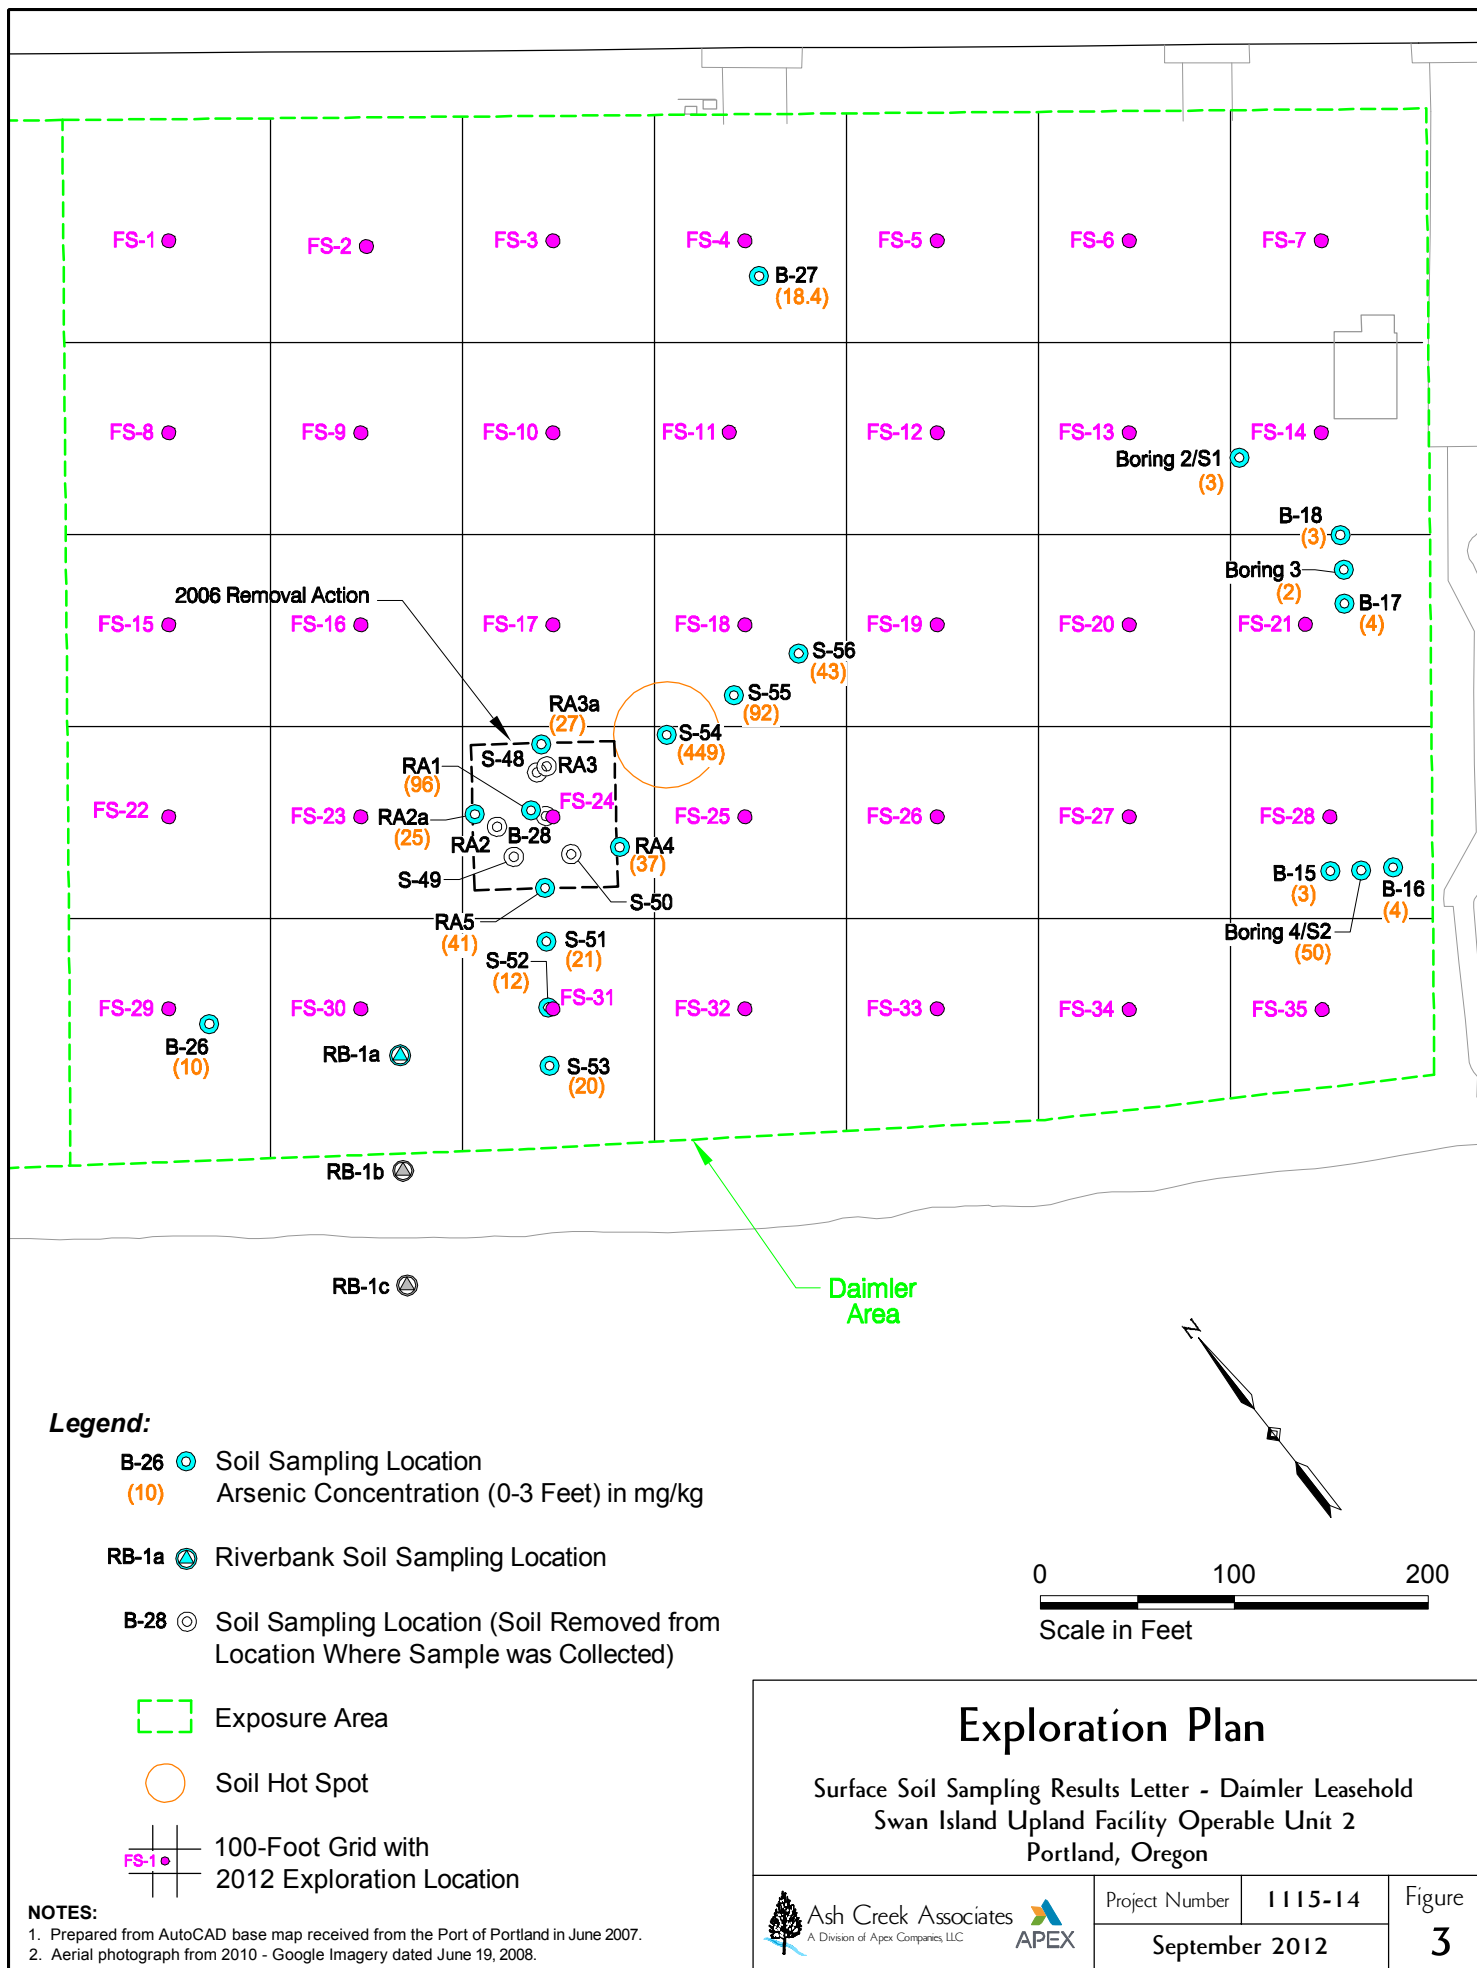 FS-1
FS-2
FS-3
FS-4
FS-5
FS-6
FS-7
B-27
(18.4)
FS-8
FS-9
FS-10
FS-11
FS-12
FS-13
FS-14
Boring 2/S1
(3)
B-18
(3)
Boring 3
(2)
B-17
(4)
2006 Removal Action
FS-15
FS-16
FS-17
FS-18
FS-19
FS-20
FS-21
S-56
(43)
S-55
(92)
RA3a
(27)
S-54
(449)
S-48
RA3
RA1
(96)
FS-24
FS-22
FS-23
RA2a
(25)
RA2
B-28
FS-25
FS-26
FS-27
FS-28
RA4
(37)
S-49
S-50
B-15
(3)
B-16
(4)
RA5
(41)
Boring 4/S2
(50)
S-51
(21)
S-52
(12)
FS-31
FS-29
FS-30
FS-32
FS-33
FS-34
FS-35
B-26
(10)
RB-1a
S-53
(20)
RB-1b
RB-1c
Daimler
Area
N
Legend:
B-26 Soil Sampling Location
(10) Arsenic Concentration (0-3 Feet) in mg/kg
RB-1a Riverbank Soil Sampling Location
B-28 Soil Sampling Location (Soil Removed from
Location Where Sample was Collected)
Exposure Area
Soil Hot Spot
FS-1 100-Foot Grid with
2012 Exploration Location
0 100 200
Scale in Feet
NOTES:
1. Prepared from AutoCAD base map received from the Port of Portland in June 2007.
2. Aerial photograph from 2010 - Google Imagery dated June 19, 2008.
Exploration Plan
Surface Soil Sampling Results Letter - Daimler Leasehold
Swan Island Upland Facility Operable Unit 2
Portland, Oregon
Ash Creek Associates
A Division of Apex Companies, LLC
APEX
Project Number 1115-14
September 2012
Figure
3